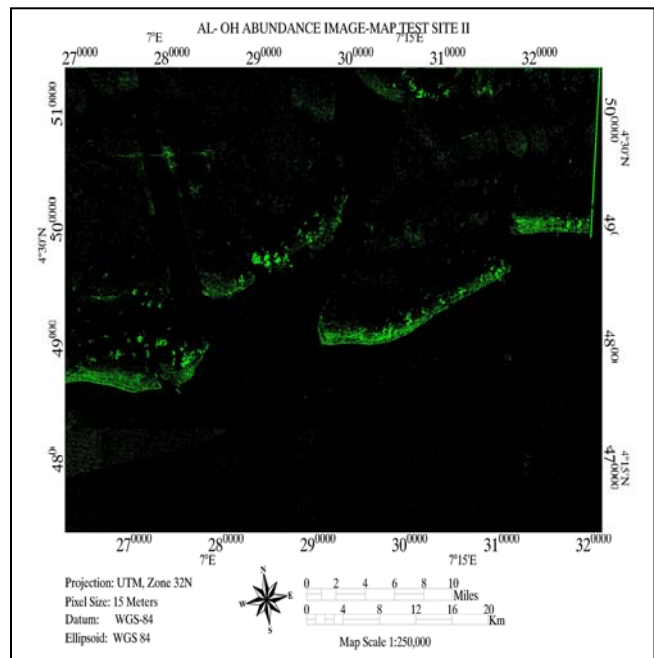 AL- OH ABUNDANCE IMAGE-MAP TEST SITE II
7°E 7°15'E
270000 280000 290000 300000 310000 320000
510000
500000
4°30'N
500000
4°30'N
490
490000
480000
480
470000
4°15'N
270000 280000 290000 300000 310000 320000
7°E 7°15'E
Projection: UTM, Zone 32N
Pixel Size: 15 Meters
Datum: WGS-84
Ellipsoid: WGS 84
N
W E
S
0 2 4 6 8 10
Miles
0 4 8 12 16 20
Km
Map Scale 1:250,000